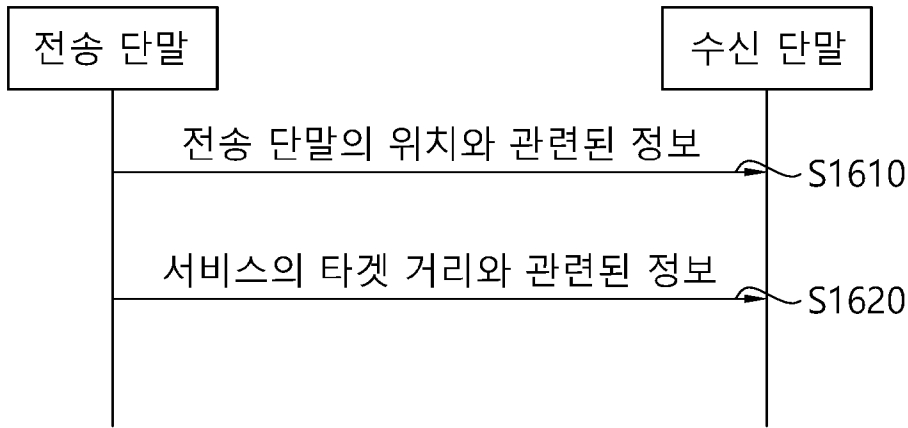 전송 단말
수신 단말
전송 단말의 위치와 관련된 정보
S1610
서비스의 타겟 거리와 관련된 정보
S1620